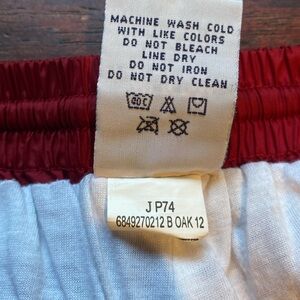 MACHINE WASH COLD
WITH LIKE COLORS
DO NOT BLEACH
LINE DRY
DO NOT IRON
DO NOT DRY CLEAN
40C
J P74
6849270212 B OAK 12